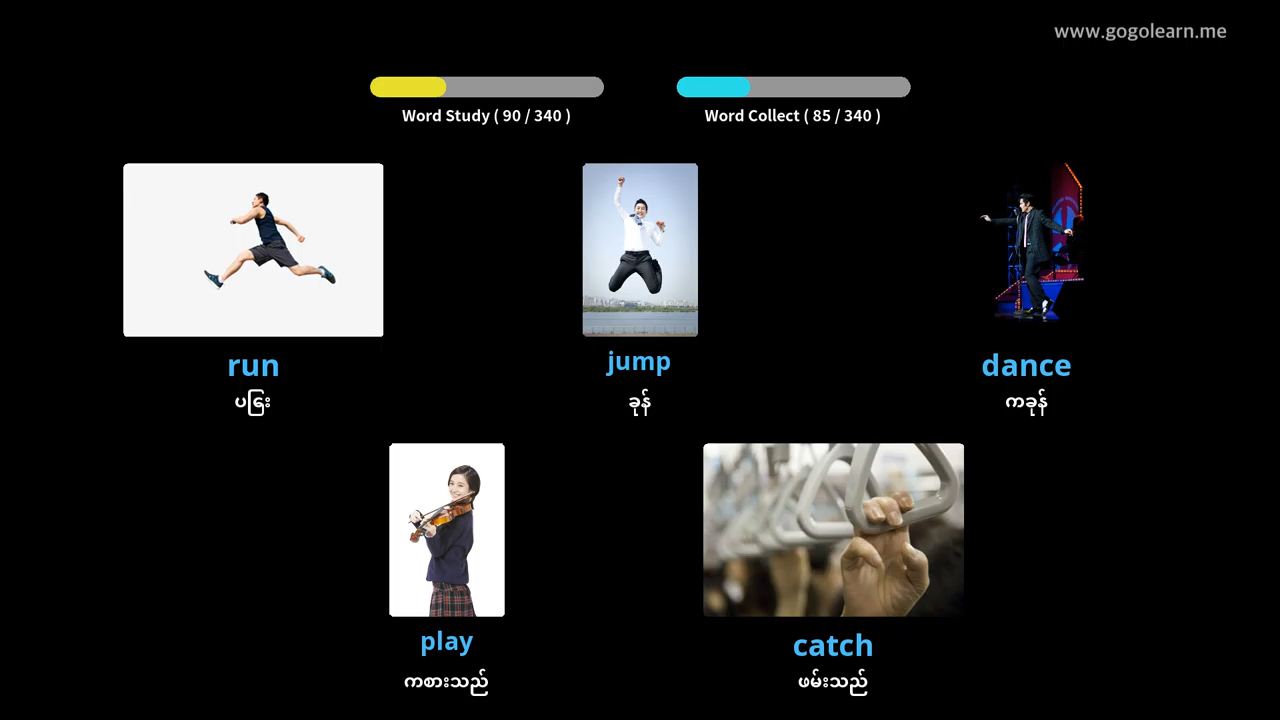 www.gogolearn.me
Word Study ( 90 / 340 )
Word Collect ( 85 / 340 )
run
ပြေး
jump
ခုန်
dance
ကခုန်
play
ကစားသည်
catch
ဖမ်းသည်